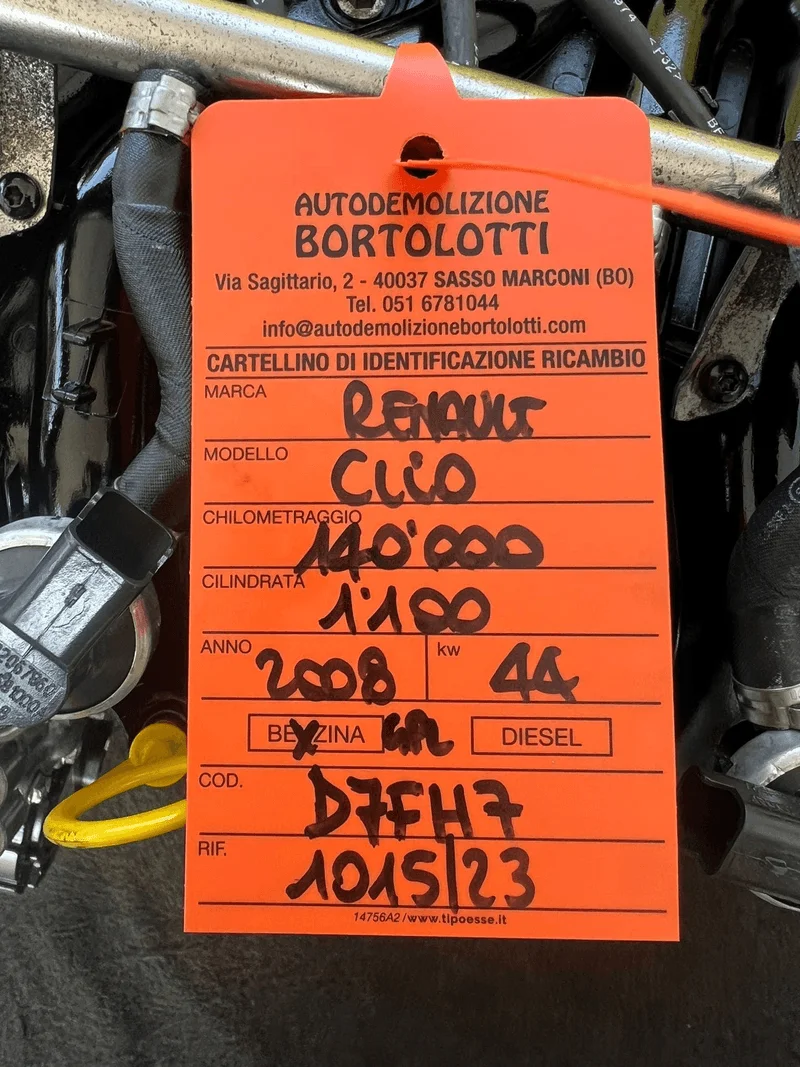 AUTODEMOLIZIONE
BORTOLOTTI
Via Sagittario, 2 - 40037 SASSO MARCONI (BO)
Tel. 051 6781044
info@autodemolizionebortolotti.com
CARTELLINO DI IDENTIFICAZIONE RICAMBIO
MARCA
RENAULT
MODELLO
CLiO
CHILOMETRAGGIO
140'000
CILINDRATA
1'100
ANNO 2008 kw 44
BENZINA GPL DIESEL
COD.
D7FH7
RIF.
1015/23
14756A2/www.tipoesse.it